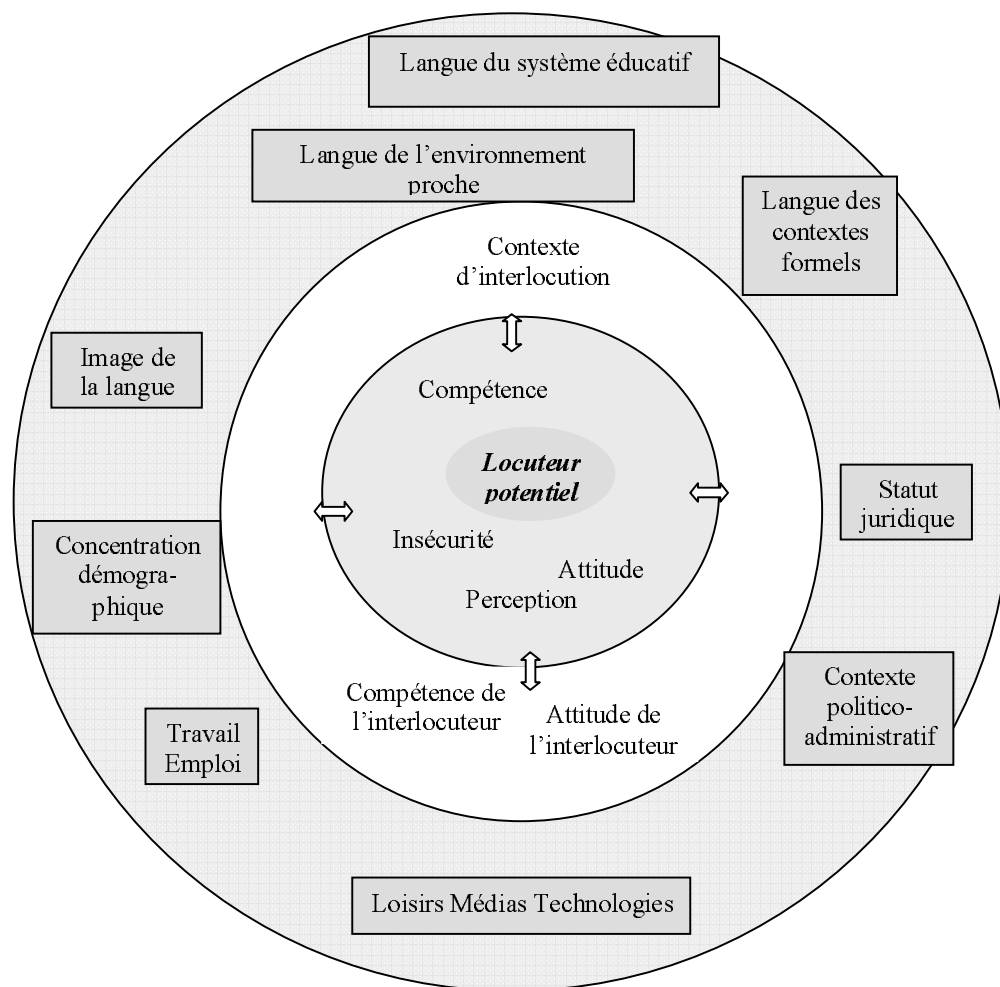 Langue du système éducatif
Langue de l'environnement
proche
Langue des
contextes
formels
Contexte
d'interlocution
Image de
la langue
Compétence
Locuteur
potentiel
Statut
juridique
Insécurité
Attitude
Perception
Concentration
démogra-
phique
Compétence de
l'interlocuteur
Attitude de
l'interlocuteur
Contexte
politico-
administratif
Travail
Emploi
Loisirs Médias Technologies